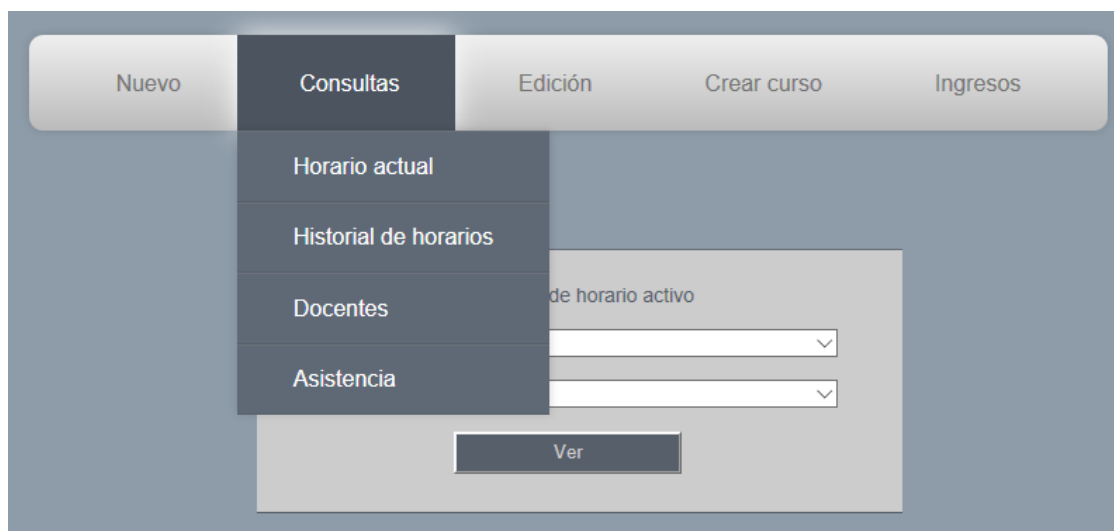 Nuevo Consultas Edición Crear curso Ingresos
Horario actual
Historial de horarios
de horario activo
Docentes
Asistencia
Ver